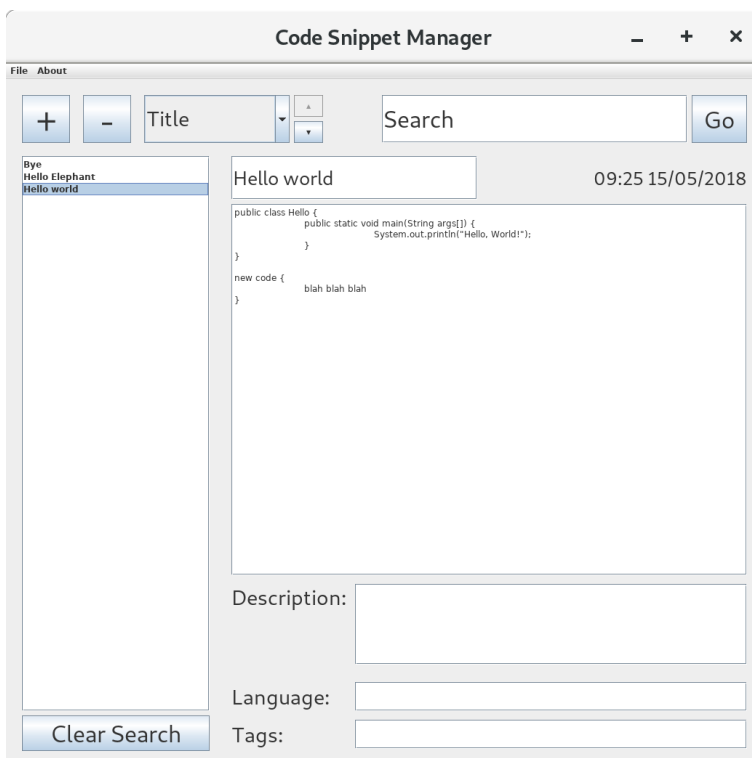 Code Snippet Manager
File About
+ - Title Search Go
Bye
Hello Elephant
Hello world
Hello world 09:25 15/05/2018
public class Hello {
public static void main(String args[]) {
System.out.println("Hello, World!");
}
}
new code {
blah blah blah
}
Description:
Language:
Clear Search
Tags: